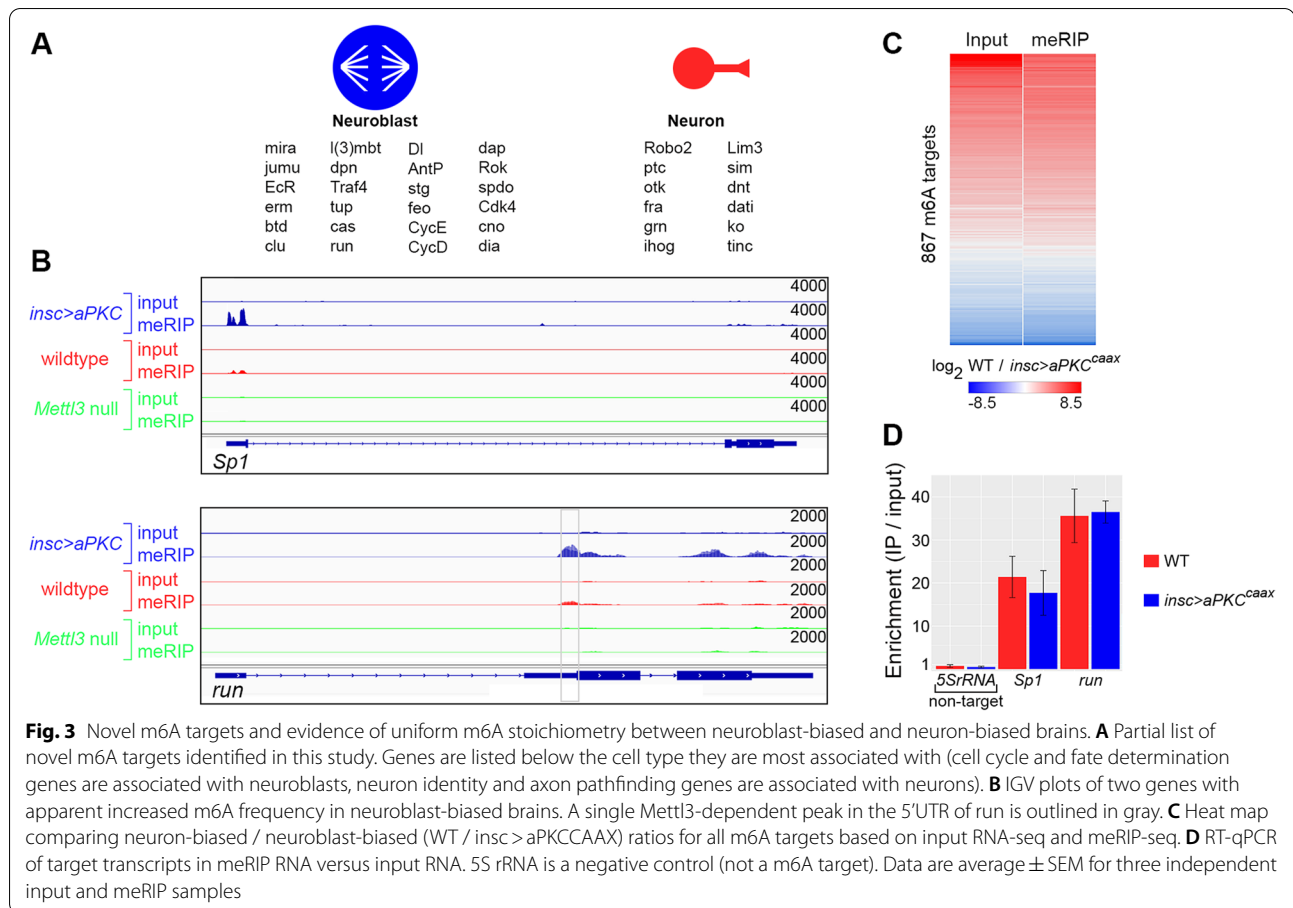 A
Neuroblast
mira l(3)mbt Dl dap
jumu dpn AntP Rok
EcR Traf4 stg spdo
erm tup feo Cdk4
btd cas CycE cno
clu run CycD dia
Neuron
Robo2 Lim3
ptc sim
otk dnt
fra dati
grn ko
ihog tinc
B
insc>aPKC input 4000
meRIP 4000
wildtype input 4000
meRIP 4000
Mettl3 null input 4000
meRIP 4000
Sp1
insc>aPKC input 2000
meRIP 2000
wildtype input 2000
meRIP 2000
Mettl3 null input 2000
meRIP 2000
run
C
Input meRIP
867 m6A targets
log2 WT / insc>aPKCcaax
-8.5 8.5
D
Enrichment (IP / input)
40
30
20
10
1
5SrRNA Sp1 run
non-target
WT
insc>aPKCcaax
Fig. 3 Novel m6A targets and evidence of uniform m6A stoichiometry between neuroblast-biased and neuron-biased brains. A Partial list of
novel m6A targets identified in this study. Genes are listed below the cell type they are most associated with (cell cycle and fate determination
genes are associated with neuroblasts, neuron identity and axon pathfinding genes are associated with neurons). B IGV plots of two genes with
apparent increased m6A frequency in neuroblast-biased brains. A single Mettl3-dependent peak in the 5′UTR of run is outlined in gray. C Heat map
comparing neuron-biased / neuroblast-biased (WT / insc > aPKCCAAX) ratios for all m6A targets based on input RNA-seq and meRIP-seq. D RT-qPCR
of target transcripts in meRIP RNA versus input RNA. 5S rRNA is a negative control (not a m6A target). Data are average ± SEM for three independent
input and meRIP samples